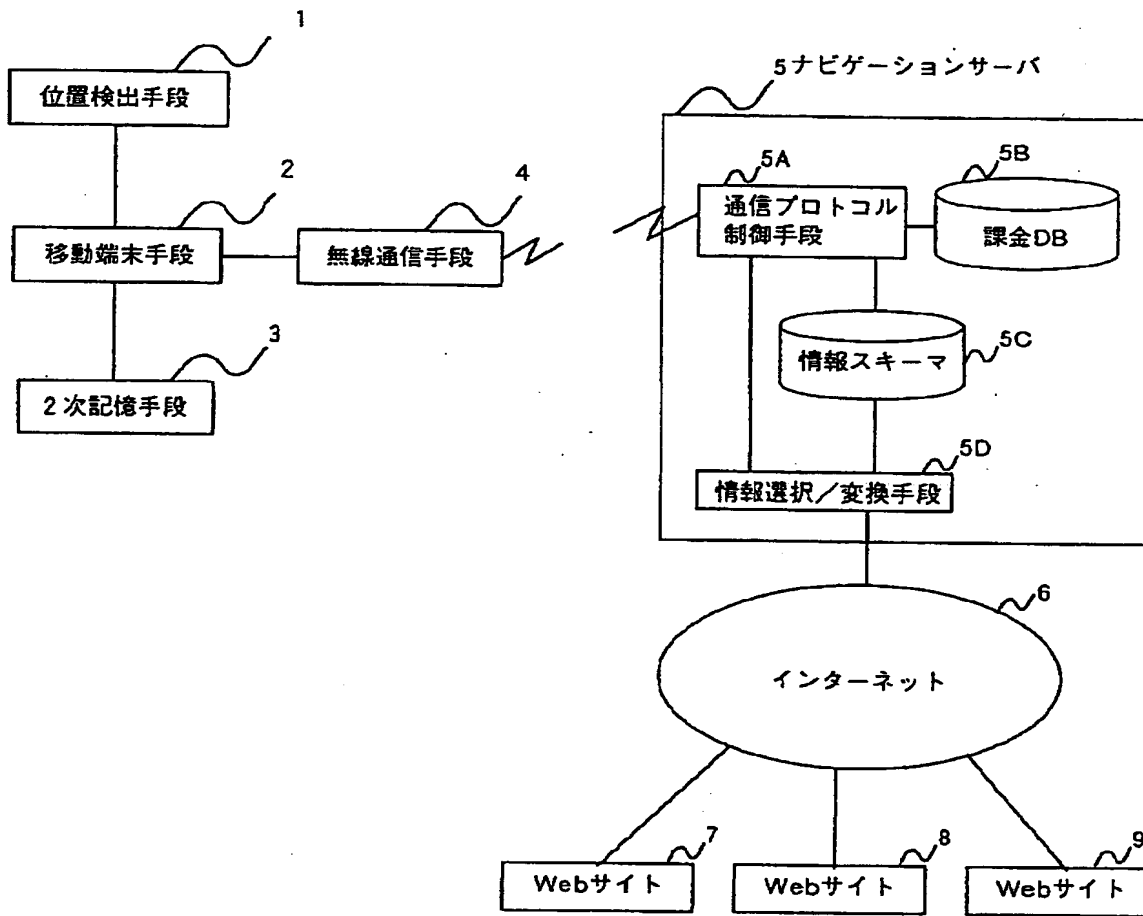 1
位置検出手段
2
移動端末手段
4
無線通信手段
3
2次記憶手段
5ナビゲーションサーバ
5A
通信プロトコル
制御手段
5B
課金DB
5C
情報スキーマ
5D
情報選択/変換手段
6
インターネット
7
Webサイト
8
Webサイト
9
Webサイト